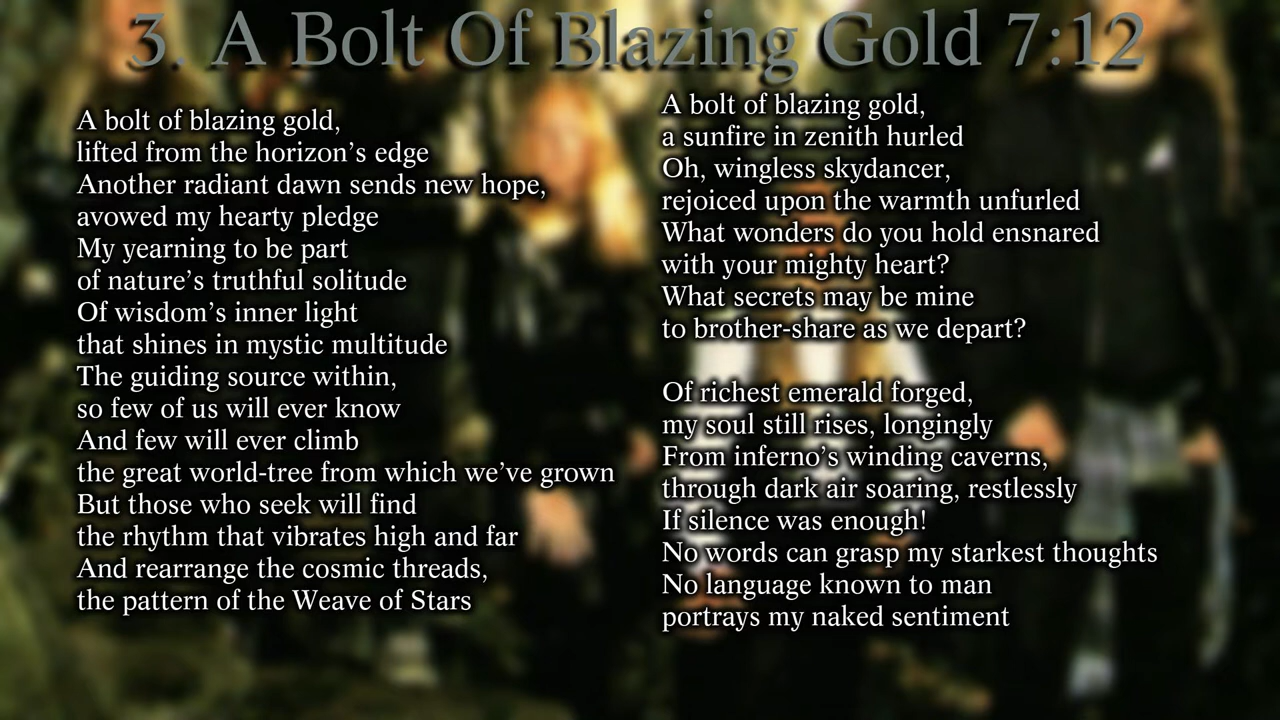 3. A Bolt Of Blazing Gold 7:12
A bolt of blazing gold,
lifted from the horizon's edge
Another radiant dawn sends new hope,
avowed my hearty pledge
My yearning to be part
of nature's truthful solitude
Of wisdom's inner light
that shines in mystic multitude
The guiding source within,
so few of us will ever know
And few will ever climb
the great world-tree from which we've grown
But those who seek will find
the rhythm that vibrates high and far
And rearrange the cosmic threads,
the pattern of the Weave of Stars
A bolt of blazing gold,
a sunfire in zenith hurled
Oh, wingless skydancer,
rejoiced upon the warmth unfurled
What wonders do you hold ensnared
with your mighty heart?
What secrets may be mine
to brother-share as we depart?
Of richest emerald forged,
my soul still rises, longingly
From inferno's winding caverns,
through dark air soaring, restlessly
If silence was enough!
No words can grasp my starkest thoughts
No language known to man
portrays my naked sentiment